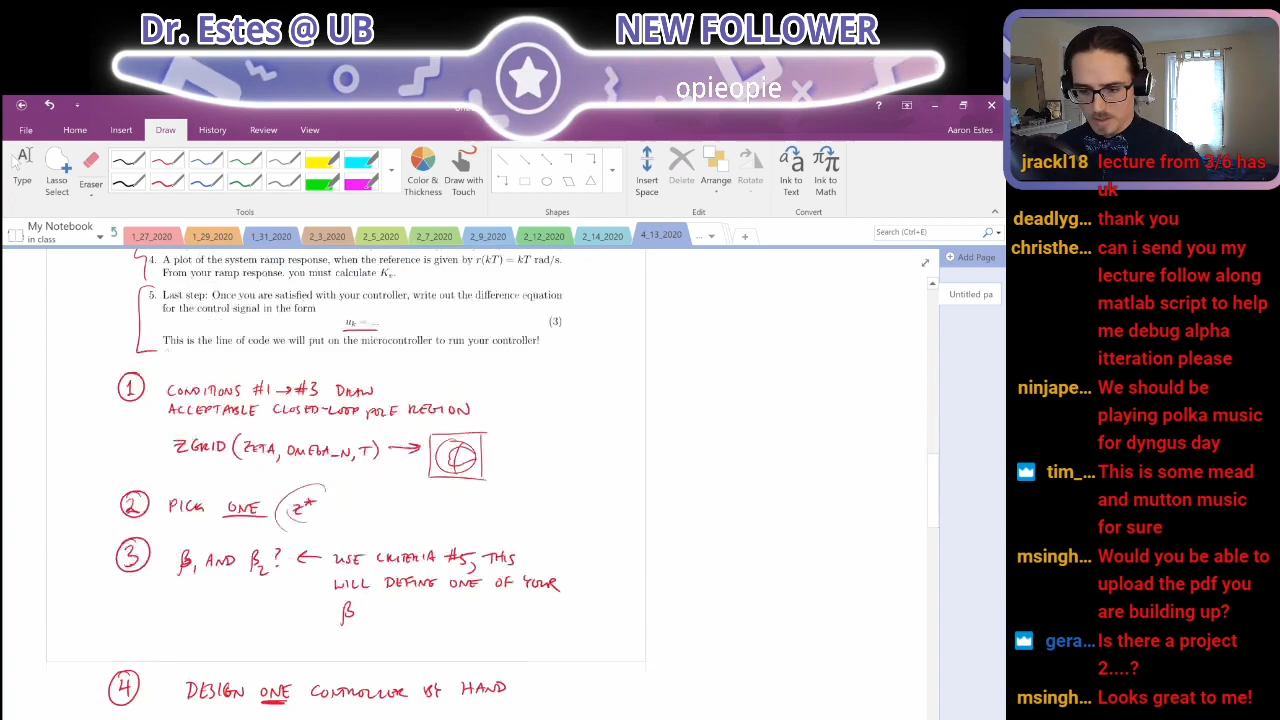 Dr. Estes @ UB
NEW FOLLOWER
opieopie
Aaron Estes
File
Home
Insert
Draw
History
Review
View
Type
Lasso
Select
Eraser
Color &
Thickness
Draw with
Touch
Insert
Space
Delete
Arrange
Rotate
Ink to
Text
Ink to
Math
Tools
Shapes
Edit
Convert
My Notebook
in class
1_27_2020
1_29_2020
1_31_2020
2_3_2020
2_5_2020
2_7_2020
2_9_2020
2_12_2020
2_14_2020
4_13_2020
...
Search (Ctrl+E)
Add Page
Untitled pa
4. A plot of the system ramp response, when the reference is given by r(kT) = kT rad/s.
From your ramp response, you must calculate Kv.
5. Last step: Once you are satisfied with your controller, write out the difference equation
for the control signal in the form
uk = ... (3)
This is the line of code we will put on the microcontroller to run your controller!
1 CONDITIONS #1 → #3 DRAW
ACCEPTABLE CLOSED-LOOP POLE REGION
ZGRID (ZETA, OMEGA_N, T) →
2 PICK ONE z*
3 β1 AND β2? ← USE CRITERIA #5, THIS
WILL DEFINE ONE OF YOUR
β
4 DESIGN ONE CONTROLLER BY HAND
jrackl18 lecture from 3/6 has
uk
deadlyg... thank you
christhe... can i send you my
lecture follow along
matlab script to help
me debug alpha
itteration please
ninjape... We should be
playing polka music
for dyngus day
tim_... This is some mead
and mutton music
for sure
msingh... Would you be able to
upload the pdf you
are building up?
gera... Is there a project
2....?
msingh... Looks great to me!